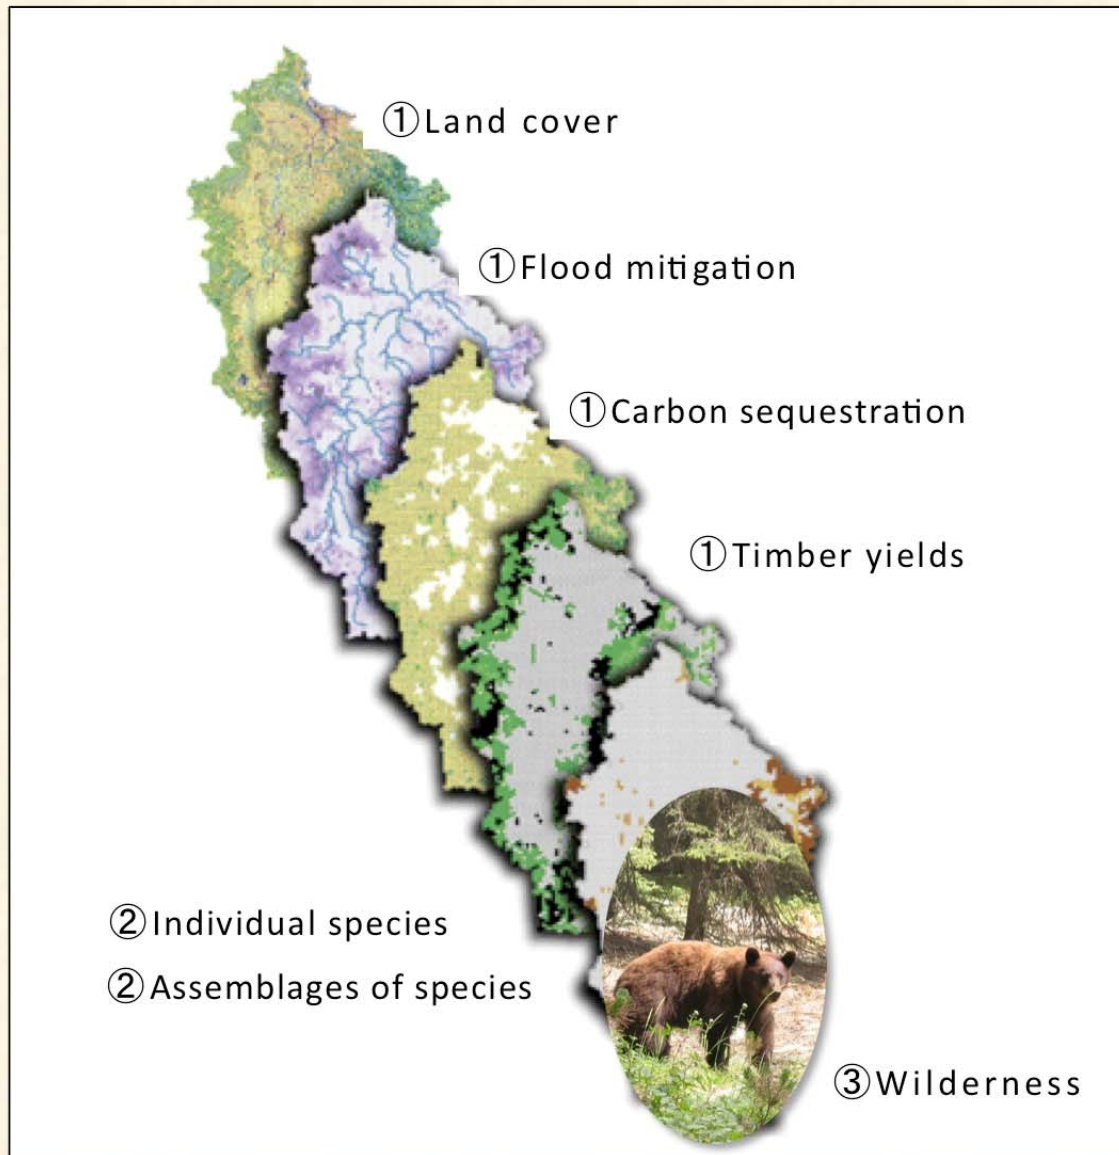 ①Land cover
①Flood mitigation
①Carbon sequestration
①Timber yields
②Individual species
②Assemblages of species
③Wilderness